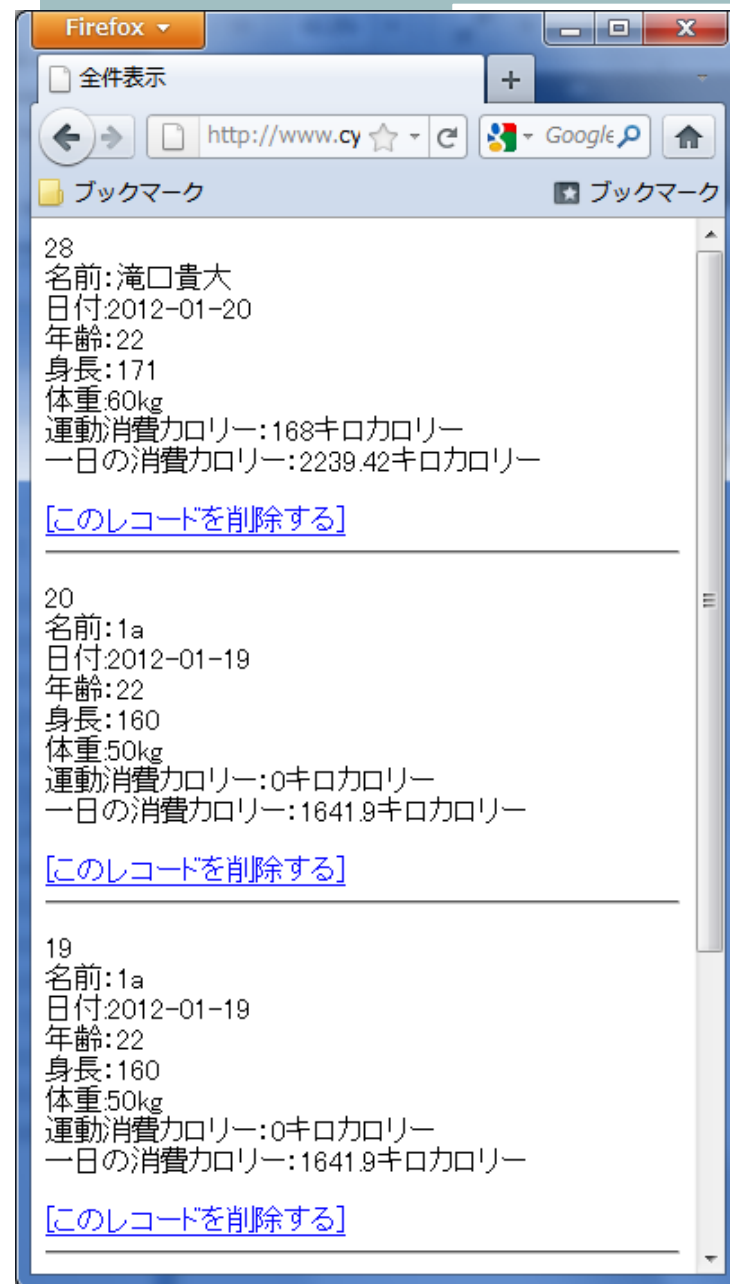 Firefox
全件表示
http://www.cy
Google
ブックマーク
ブックマーク
28
名前:滝口貴大
日付:2012-01-20
年齢:22
身長:171
体重:60kg
運動消費カロリー:168キロカロリー
一日の消費カロリー:2239.42キロカロリー
[このレコードを削除する]
20
名前:1a
日付:2012-01-19
年齢:22
身長:160
体重:50kg
運動消費カロリー:0キロカロリー
一日の消費カロリー:1641.9キロカロリー
[このレコードを削除する]
19
名前:1a
日付:2012-01-19
年齢:22
身長:160
体重:50kg
運動消費カロリー:0キロカロリー
一日の消費カロリー:1641.9キロカロリー
[このレコードを削除する]